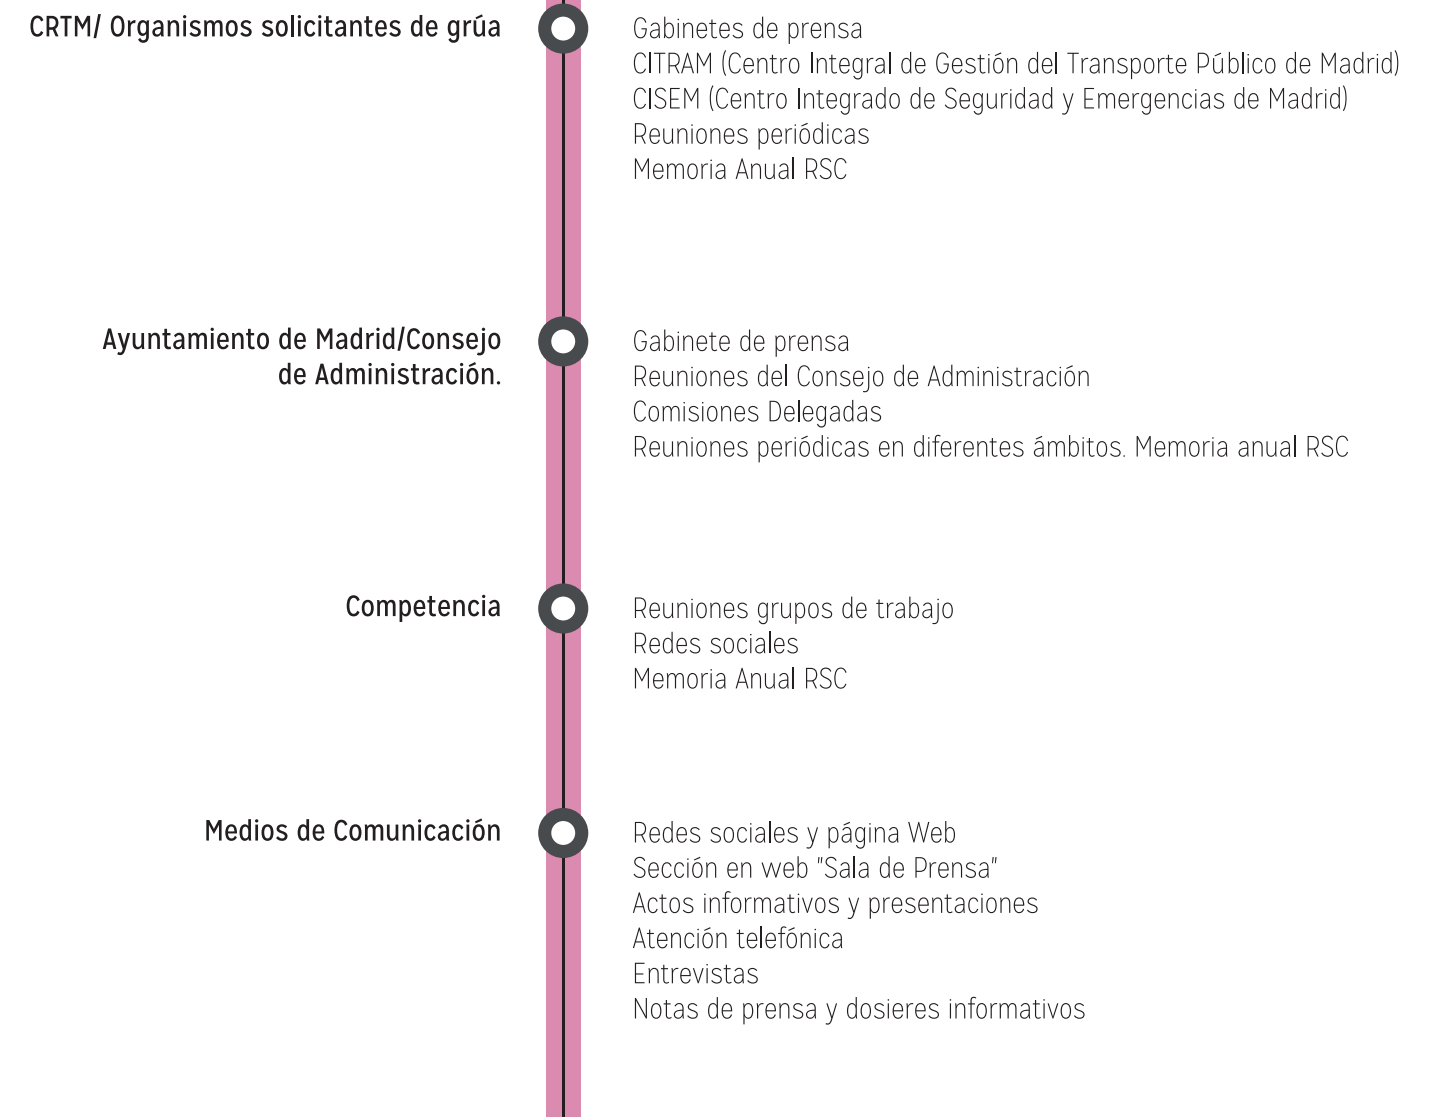 CRTM/ Organismos solicitantes de grúa
Gabinetes de prensa
CITRAM (Centro Integral de Gestión del Transporte Público de Madrid)
CISEM (Centro Integrado de Seguridad y Emergencias de Madrid)
Reuniones periódicas
Memoria Anual RSC
Ayuntamiento de Madrid/Consejo
de Administración.
Gabinete de prensa
Reuniones del Consejo de Administración
Comisiones Delegadas
Reuniones periódicas en diferentes ámbitos. Memoria anual RSC
Competencia
Reuniones grupos de trabajo
Redes sociales
Memoria Anual RSC
Medios de Comunicación
Redes sociales y página Web
Sección en web "Sala de Prensa"
Actos informativos y presentaciones
Atención telefónica
Entrevistas
Notas de prensa y dosieres informativos